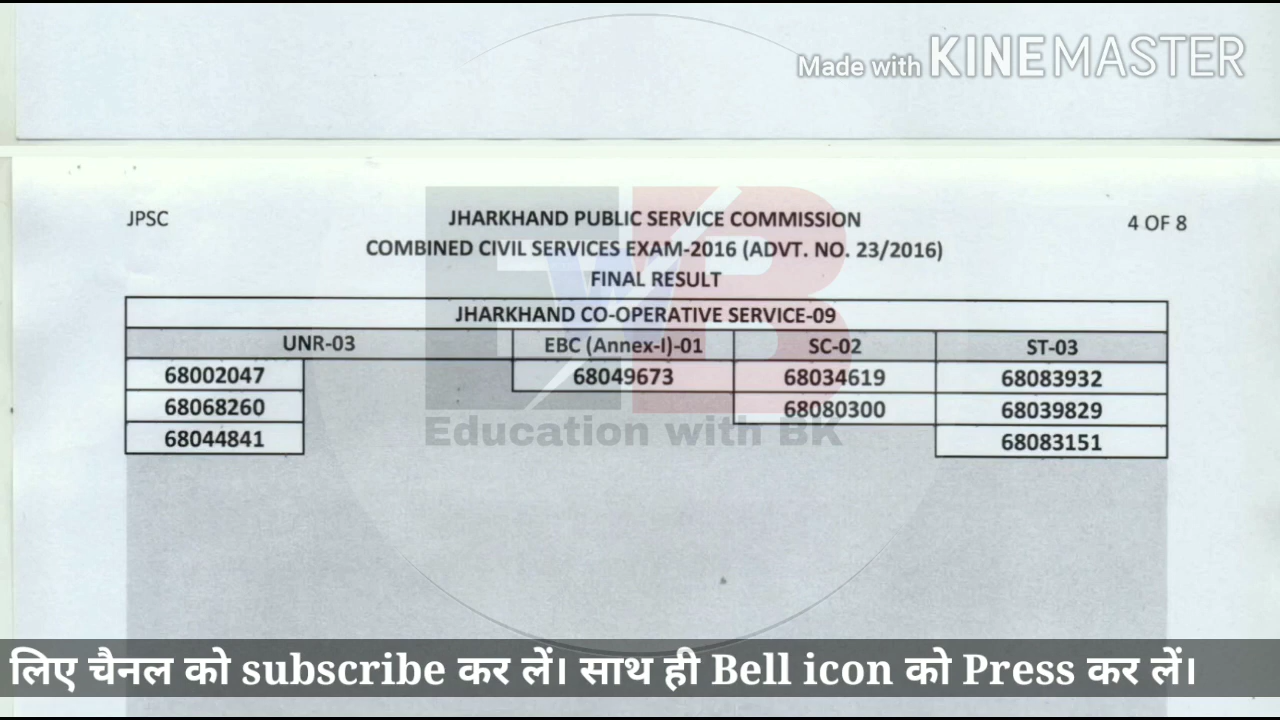 Made with KINEMASTER
JPSC
JHARKHAND PUBLIC SERVICE COMMISSION
4 OF 8
COMBINED CIVIL SERVICES EXAM-2016 (ADVT. NO. 23/2016)
FINAL RESULT
JHARKHAND CO-OPERATIVE SERVICE-09
UNR-03 EBC (Annex-I)-01 SC-02 ST-03
68002047 68049673 68034619 68083932
68068260 68080300 68039829
68044841 68083151
EWB
Education with BK
लिए चैनल को subscribe कर लें। साथ ही Bell icon को Press कर लें।